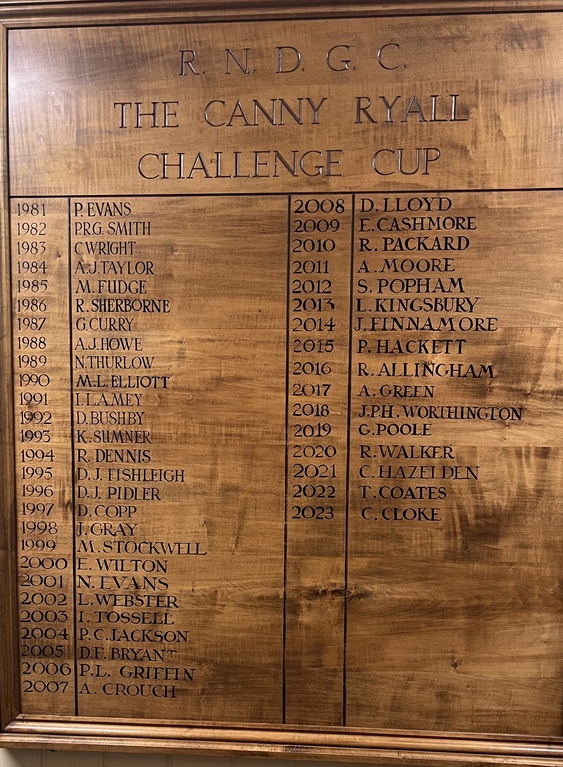 R. N. D. G. C.
THE CANNY RYALL
CHALLENGE CUP
1981 P. EVANS
1982 P.R.G. SMITH
1983 C. WRIGHT
1984 A.J. TAYLOR
1985 M. FUDGE
1986 R. SHERBORNE
1987 G. CURRY
1988 A.J. HOWE
1989 N. THURLOW
1990 M.L. ELLIOTT
1991 I. LAMEY
1992 D. BUSHBY
1993 K. SUMNER
1994 R. DENNIS
1995 D.J. FISHLEIGH
1996 D.J. PIDLER
1997 D. COPP
1998 J. GRAY
1999 M. STOCKWELL
2000 E. WILTON
2001 N. EVANS
2002 L. WEBSTER
2003 I. TOSSELL
2004 P.C. JACKSON
2005 D.F. BRYANT
2006 P.L. GRIFFIN
2007 A. CROUCH
2008 D. LLOYD
2009 E. CASHMORE
2010 R. PACKARD
2011 A. MOORE
2012 S. POPHAM
2013 L. KINGSBURY
2014 J. FINNAMORE
2015 P. HACKETT
2016 R. ALLINGHAM
2017 A. GREEN
2018 J.P.H. WORTHINGTON
2019 G. POOLE
2020 R. WALKER
2021 C. HAZELDEN
2022 T. COATES
2023 C. CLOKE